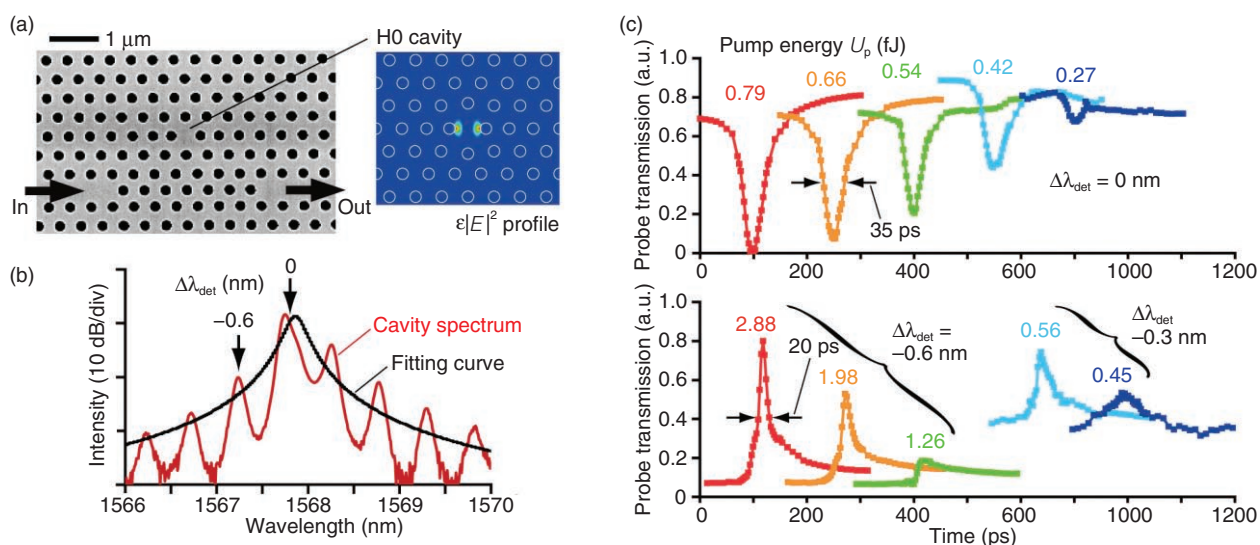 (a)
1 μm
H0 cavity
In
Out
ε|E|² profile
(b)
Δλdet (nm)
0
−0.6
Cavity spectrum
Fitting curve
Intensity (10 dB/div)
1566 1567 1568 1569 1570
Wavelength (nm)
(c)
Pump energy Up (fJ)
0.79 0.66 0.54 0.42 0.27
Δλdet = 0 nm
35 ps
Probe transmission (a.u.)
1.0
0.8
0.6
0.4
0.2
0
0 200 400 600 800 1000 1200
Probe transmission (a.u.)
1.0
0.8
0.6
0.4
0.2
0
2.88
20 ps
1.98
1.26
Δλdet =
−0.6 nm
0.56
0.45
Δλdet
−0.3 nm
0 200 400 600 800 1000 1200
Time (ps)